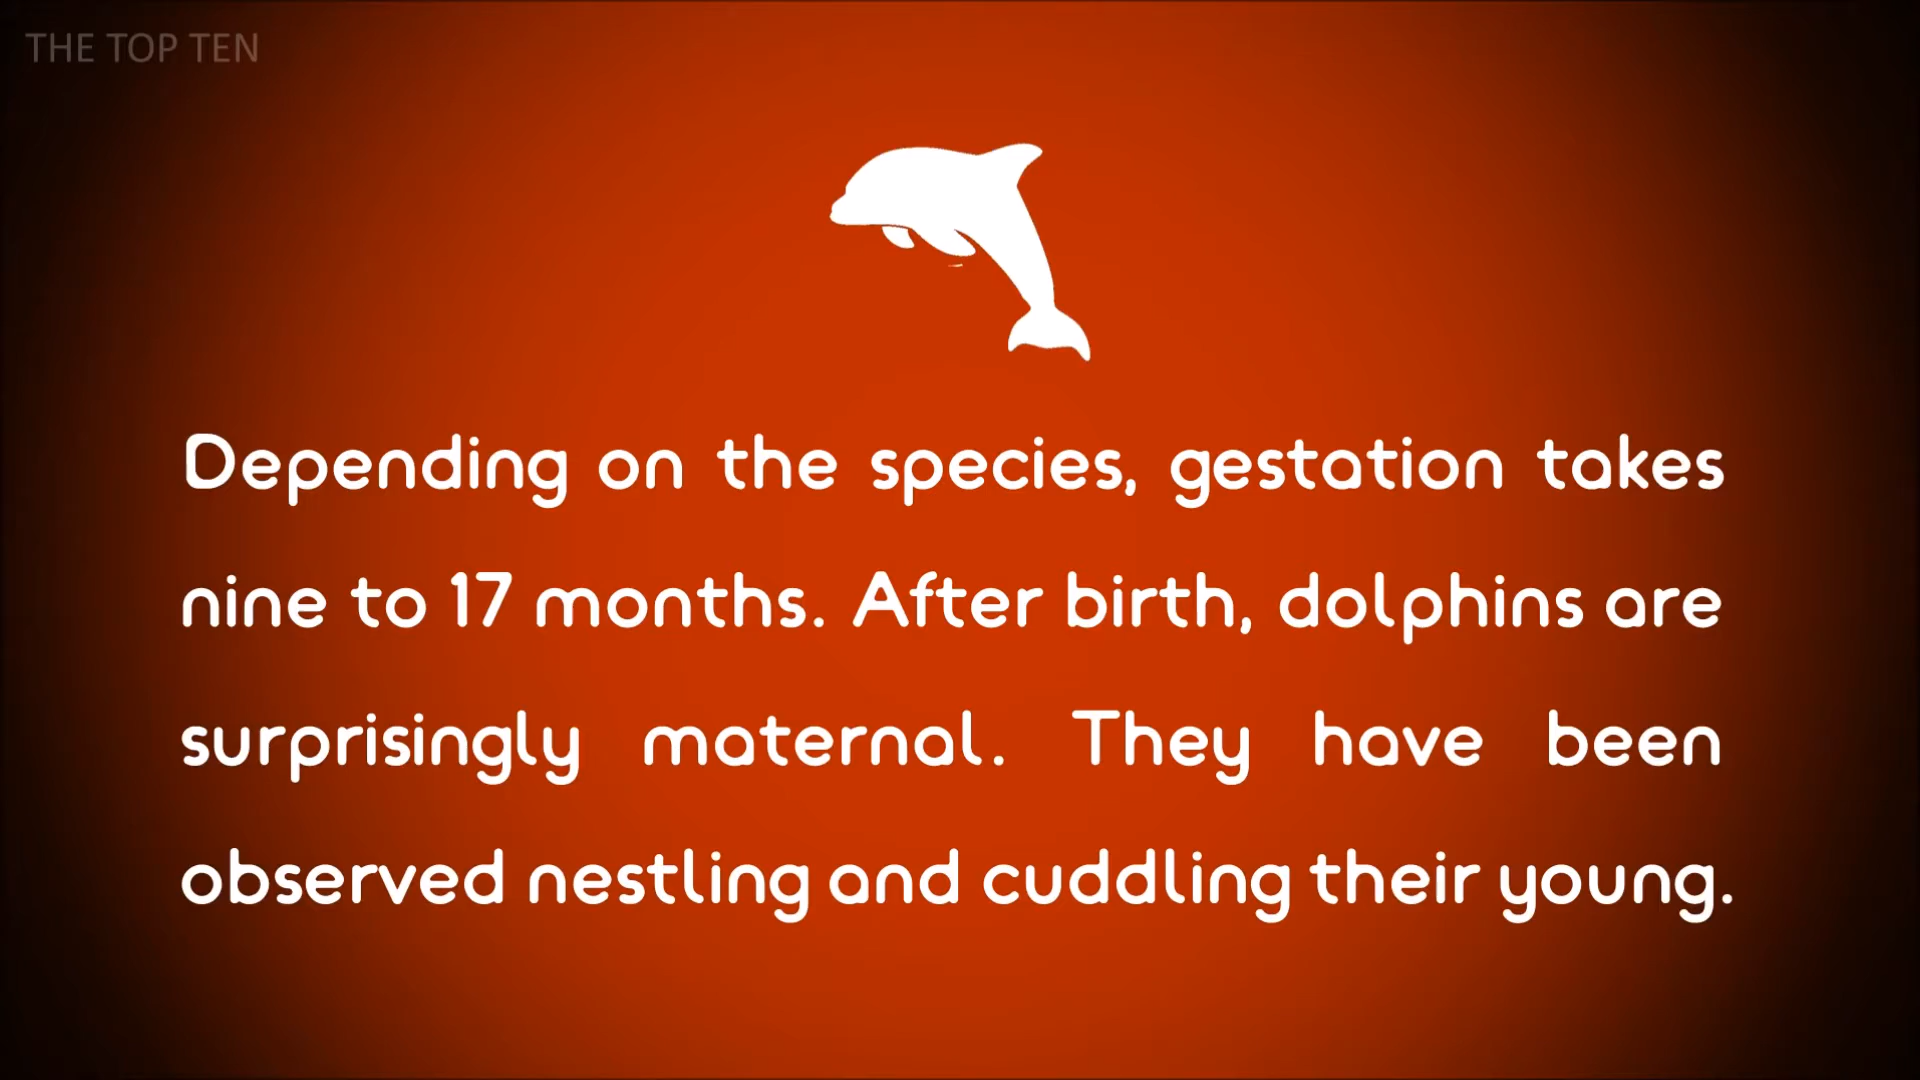 THE TOP TEN
Depending on the species, gestation takes
nine to 17 months. After birth, dolphins are
surprisingly maternal. They have been
observed nestling and cuddling their young.